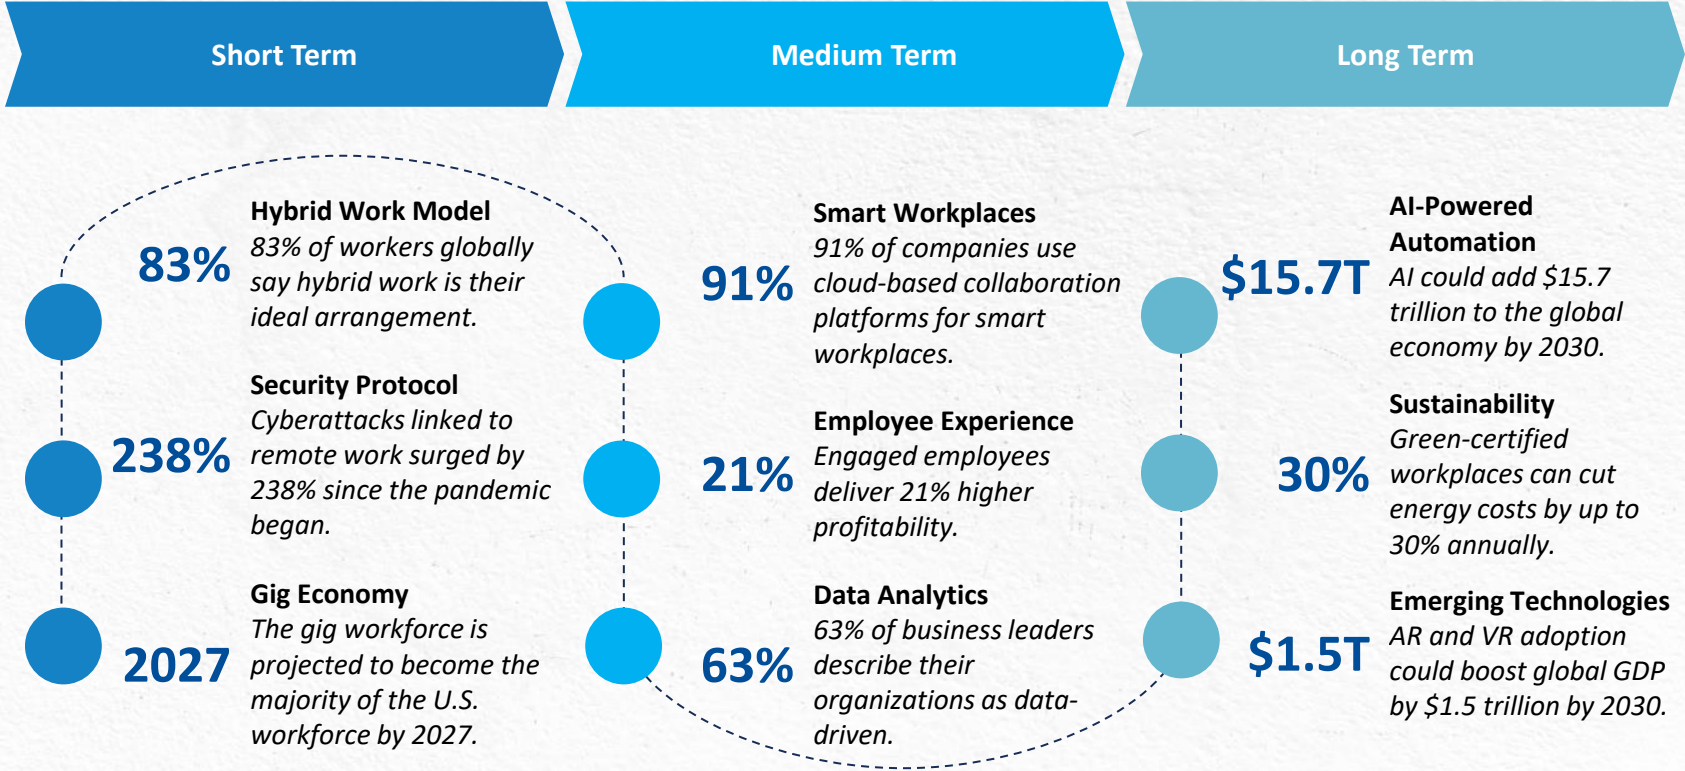 Short Term
Medium Term
Long Term
83%
Hybrid Work Model
83% of workers globally
say hybrid work is their
ideal arrangement.
238%
Security Protocol
Cyberattacks linked to
remote work surged by
238% since the pandemic
began.
2027
Gig Economy
The gig workforce is
projected to become the
majority of the U.S.
workforce by 2027.
91%
Smart Workplaces
91% of companies use
cloud-based collaboration
platforms for smart
workplaces.
21%
Employee Experience
Engaged employees
deliver 21% higher
profitability.
63%
Data Analytics
63% of business leaders
describe their
organizations as data-
driven.
$15.7T
AI-Powered
Automation
AI could add $15.7
trillion to the global
economy by 2030.
30%
Sustainability
Green-certified
workplaces can cut
energy costs by up to
30% annually.
$1.5T
Emerging Technologies
AR and VR adoption
could boost global GDP
by $1.5 trillion by 2030.